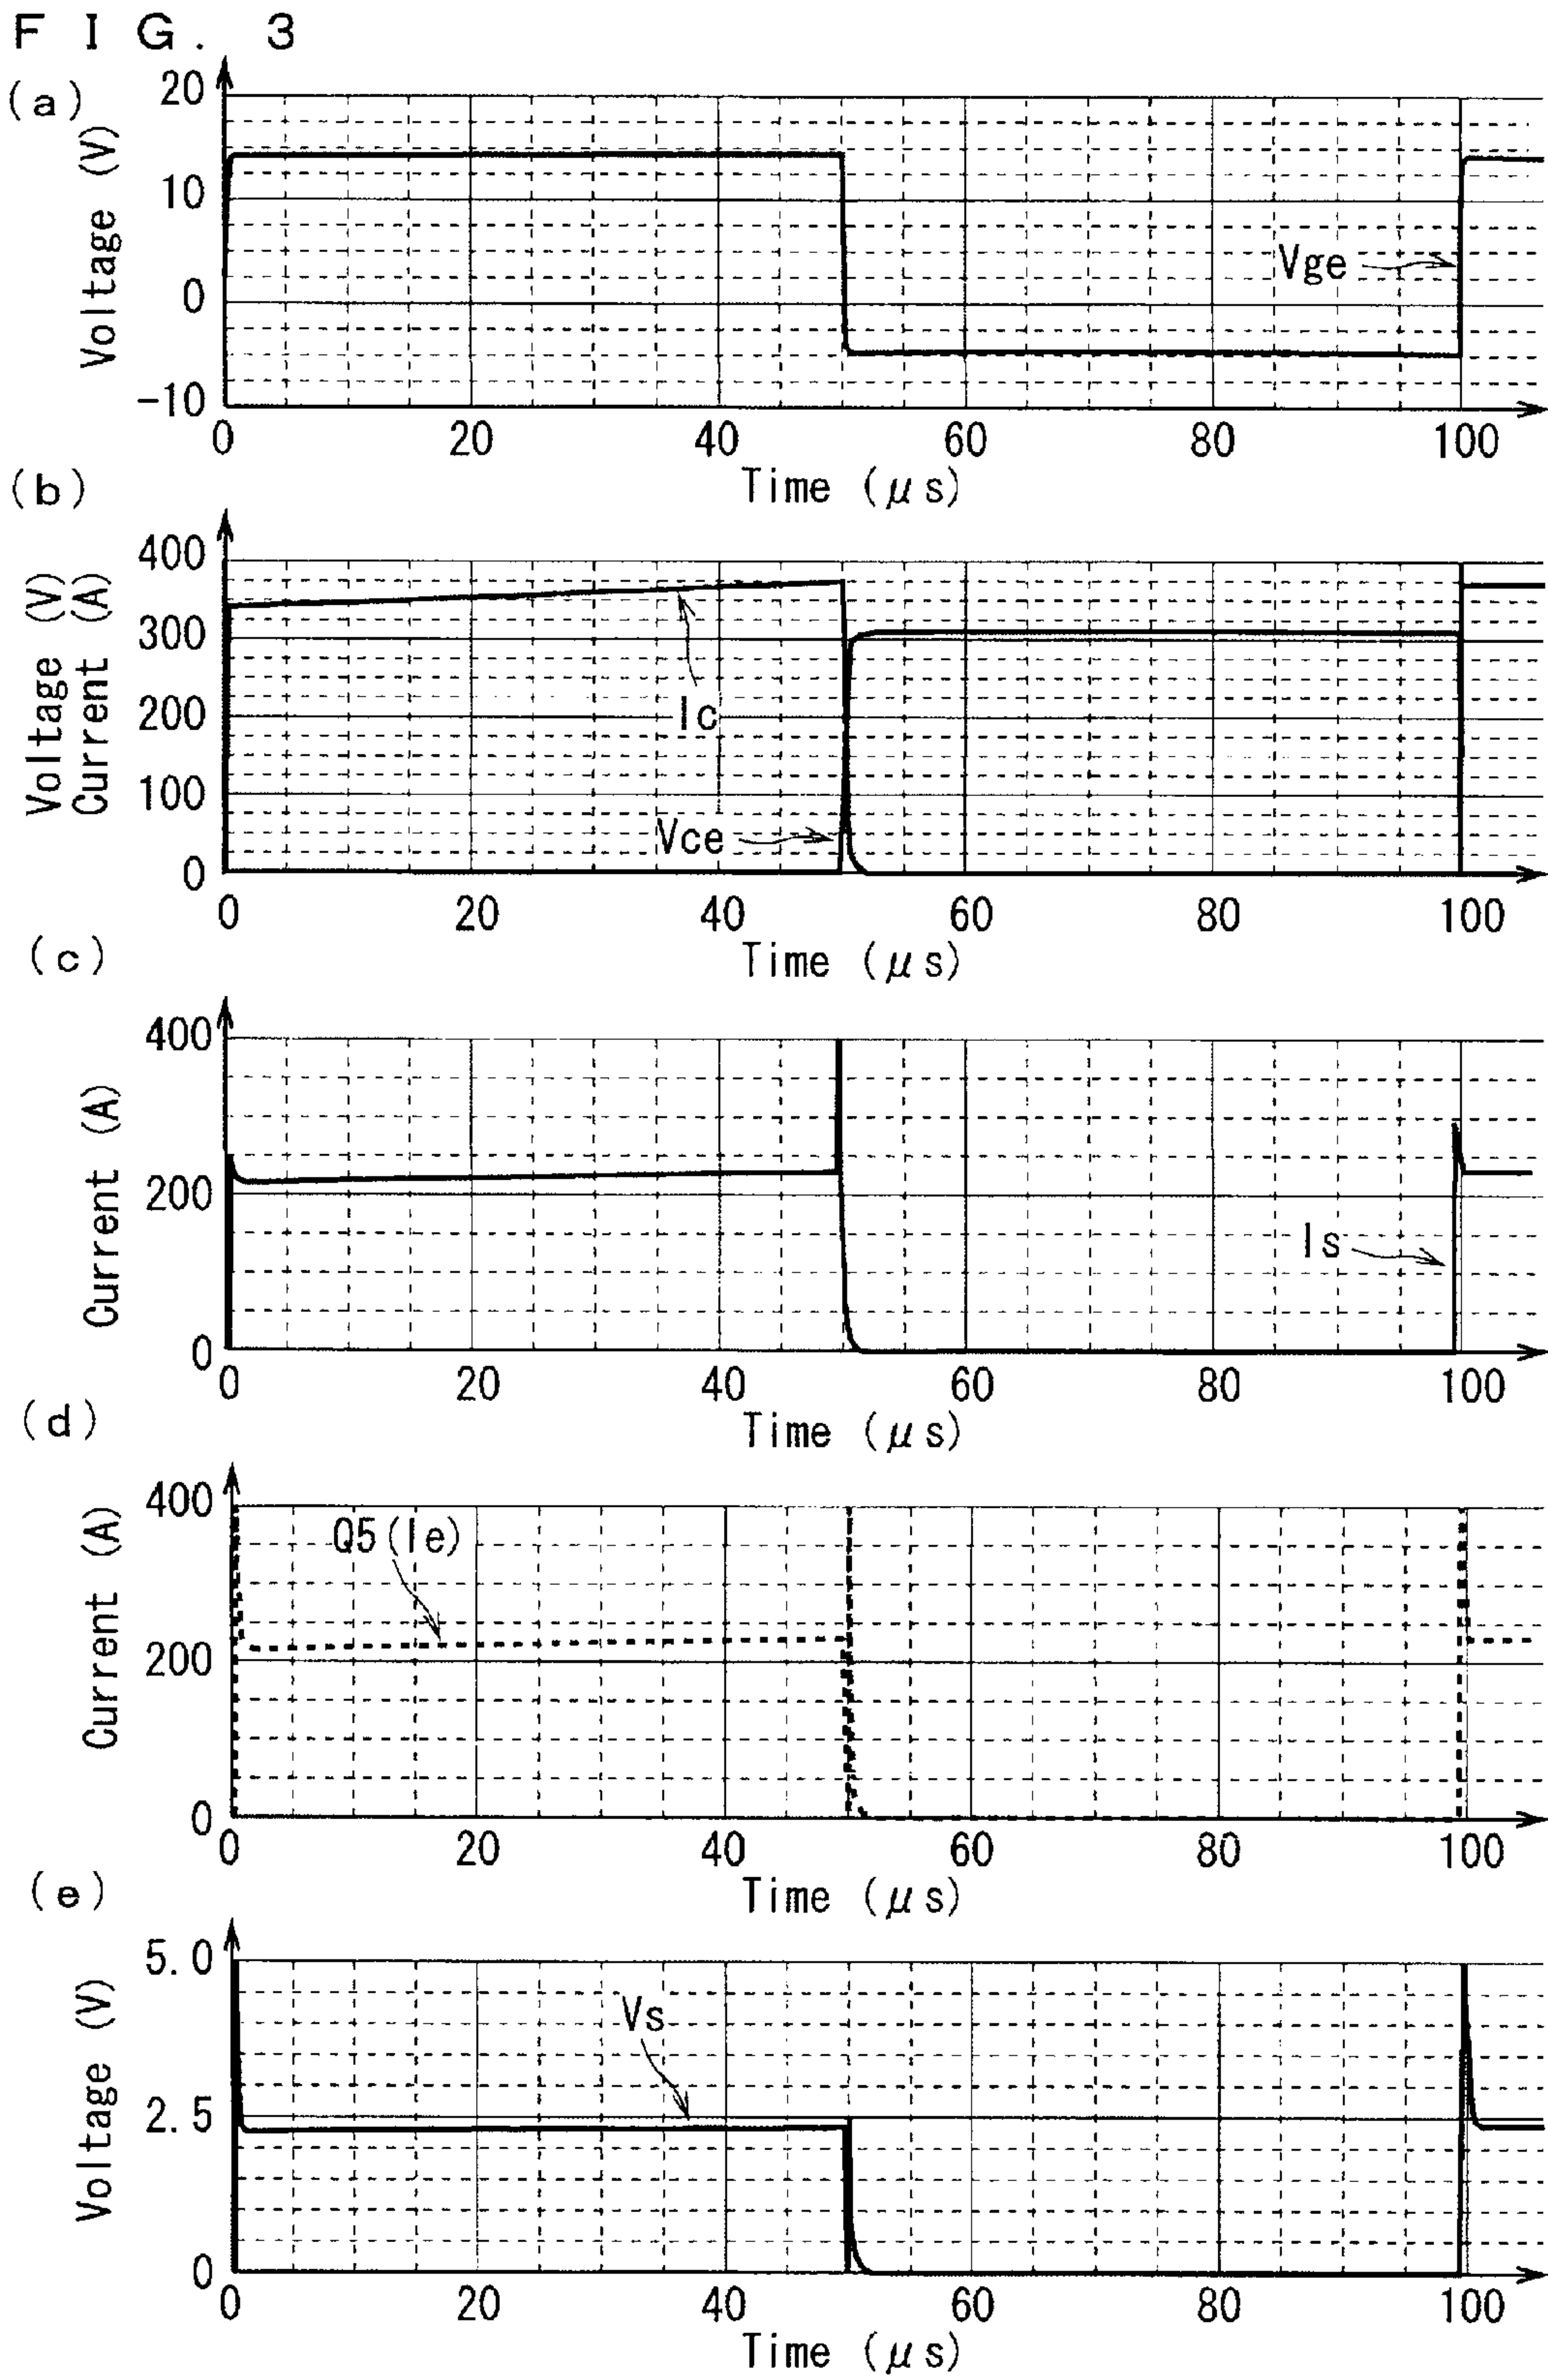 FIG. 3
(a)
Voltage (V)
20
10
0
-10
Vge
0 20 40 60 80 100
Time (μs)
(b)
Voltage (V)
Current (A)
400
300
200
100
0
Ic
Vce
0 20 40 60 80 100
Time (μs)
(c)
Current (A)
400
200
0
Is
0 20 40 60 80 100
Time (μs)
(d)
Current (A)
400
200
0
Q5(Ie)
0 20 40 60 80 100
Time (μs)
(e)
Voltage (V)
5.0
2.5
0
Vs
0 20 40 60 80 100
Time (μs)